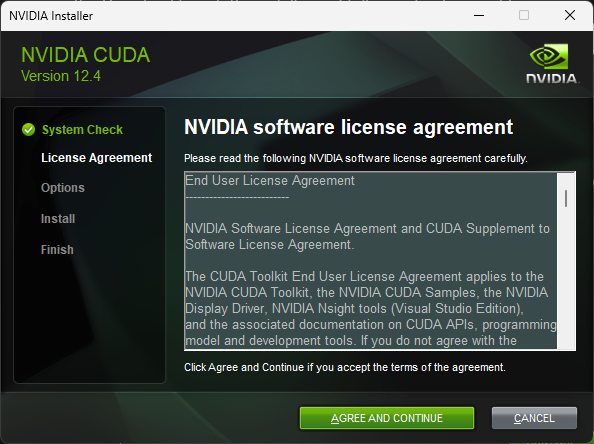 NVIDIA Installer
NVIDIA CUDA
Version 12.4
NVIDIA.
System Check
License Agreement
Options
Install
Finish
NVIDIA software license agreement
Please read the following NVIDIA software license agreement carefully.
End User License Agreement
--------------------------
NVIDIA Software License Agreement and CUDA Supplement to
Software License Agreement.
The CUDA Toolkit End User License Agreement applies to the
NVIDIA CUDA Toolkit, the NVIDIA CUDA Samples, the NVIDIA
Display Driver, NVIDIA Nsight tools (Visual Studio Edition),
and the associated documentation on CUDA APIs, programming
model and development tools. If you do not agree with the
Click Agree and Continue if you accept the terms of the agreement.
AGREE AND CONTINUE
CANCEL